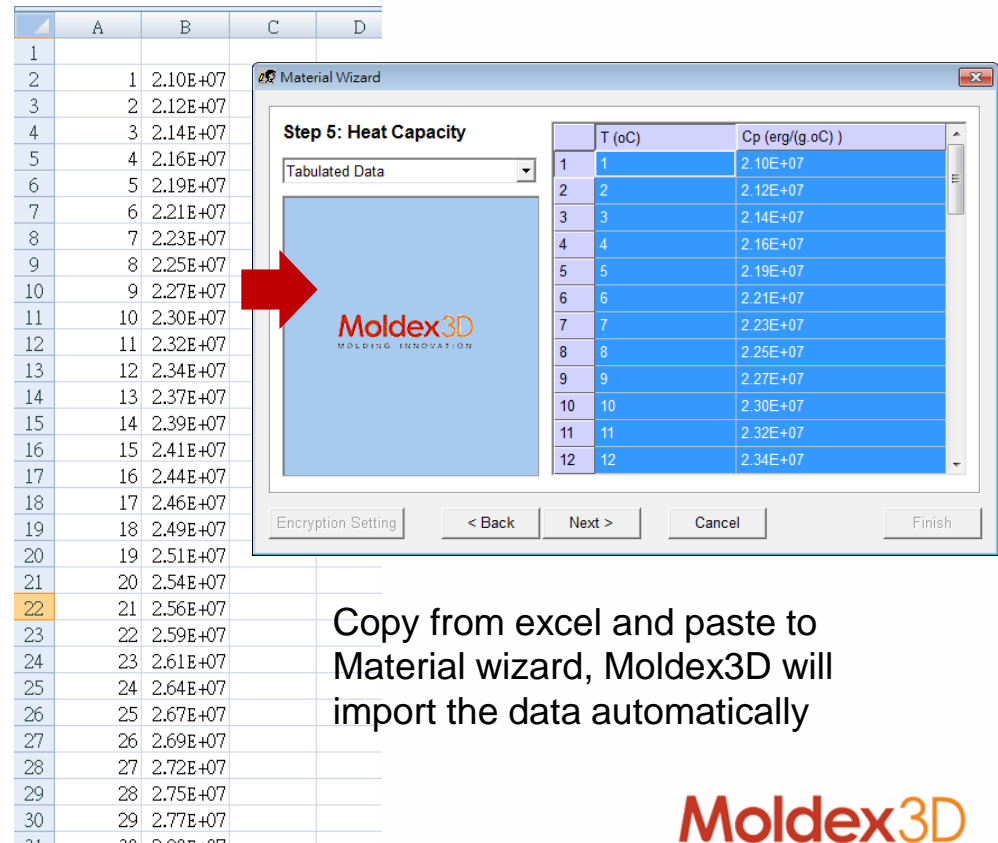 A B C D
1
2 1 2.10E+07
3 2 2.12E+07
4 3 2.14E+07
5 4 2.16E+07
6 5 2.19E+07
7 6 2.21E+07
8 7 2.23E+07
9 8 2.25E+07
10 9 2.27E+07
11 10 2.30E+07
12 11 2.32E+07
13 12 2.34E+07
14 13 2.37E+07
15 14 2.39E+07
16 15 2.41E+07
17 16 2.44E+07
18 17 2.46E+07
19 18 2.49E+07
20 19 2.51E+07
21 20 2.54E+07
22 21 2.56E+07
23 22 2.59E+07
24 23 2.61E+07
25 24 2.64E+07
26 25 2.67E+07
27 26 2.69E+07
28 27 2.72E+07
29 28 2.75E+07
30 29 2.77E+07
Material Wizard
Step 5: Heat Capacity
Tabulated Data
Moldex3D
MOLDING INNOVATION
T (oC) Cp (erg/(g.oC) )
1 1 2.10E+07
2 2 2.12E+07
3 3 2.14E+07
4 4 2.16E+07
5 5 2.19E+07
6 6 2.21E+07
7 7 2.23E+07
8 8 2.25E+07
9 9 2.27E+07
10 10 2.30E+07
11 11 2.32E+07
12 12 2.34E+07
Encryption Setting < Back Next > Cancel Finish
Copy from excel and paste to
Material wizard, Moldex3D will
import the data automatically
Moldex3D